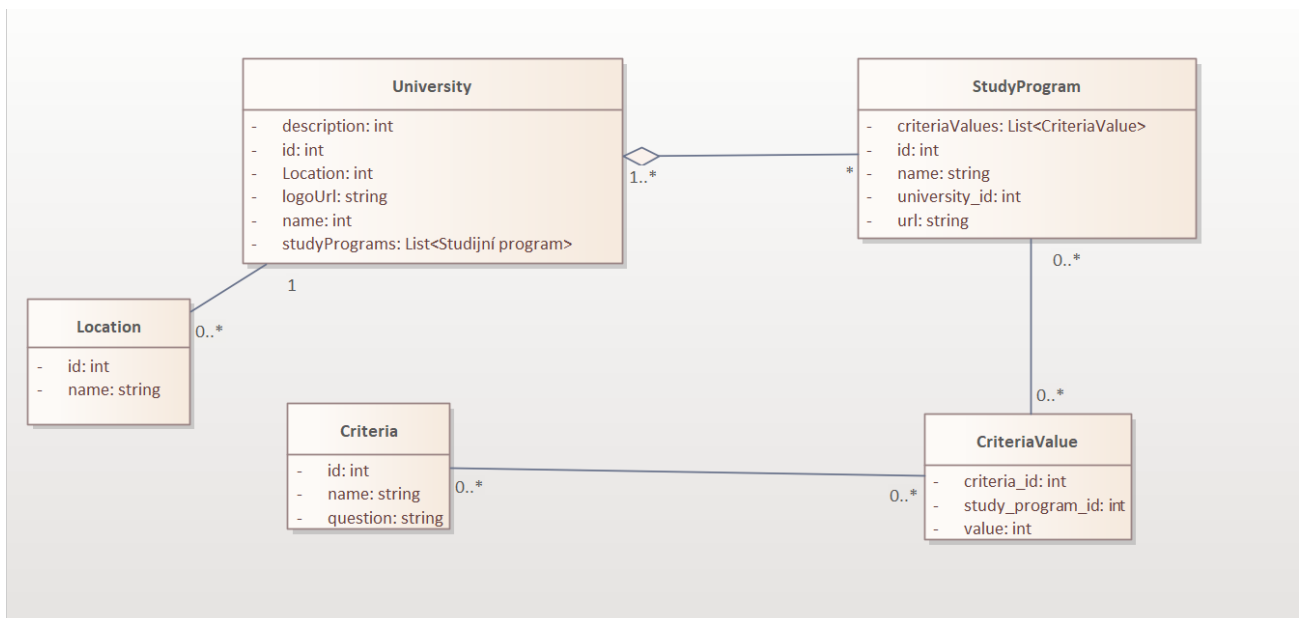 University
- description: int
- id: int
- Location: int
- logoUrl: string
- name: int
- studyPrograms: List<Studijní program>
1..*
*
StudyProgram
- criteriaValues: List<CriteriaValue>
- id: int
- name: string
- university_id: int
- url: string
0..*
1
0..*
Location
- id: int
- name: string
Criteria
- id: int
- name: string
- question: string
0..*
0..*
0..*
CriteriaValue
- criteria_id: int
- study_program_id: int
- value: int